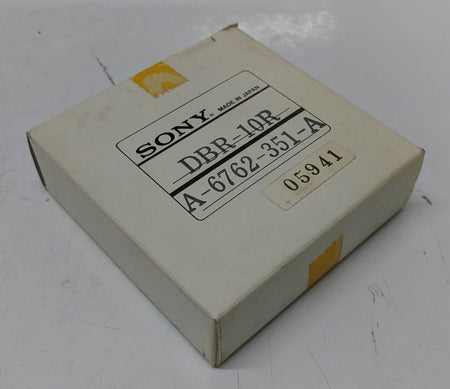 SONY® MADE IN JAPAN
DBR-10R
A-6762-351-A
05941